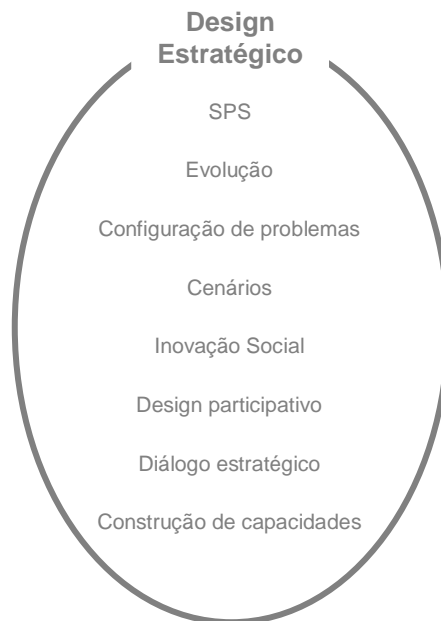 Design
Estratégico
SPS
Evolução
Configuração de problemas
Cenários
Inovação Social
Design participativo
Diálogo estratégico
Construção de capacidades